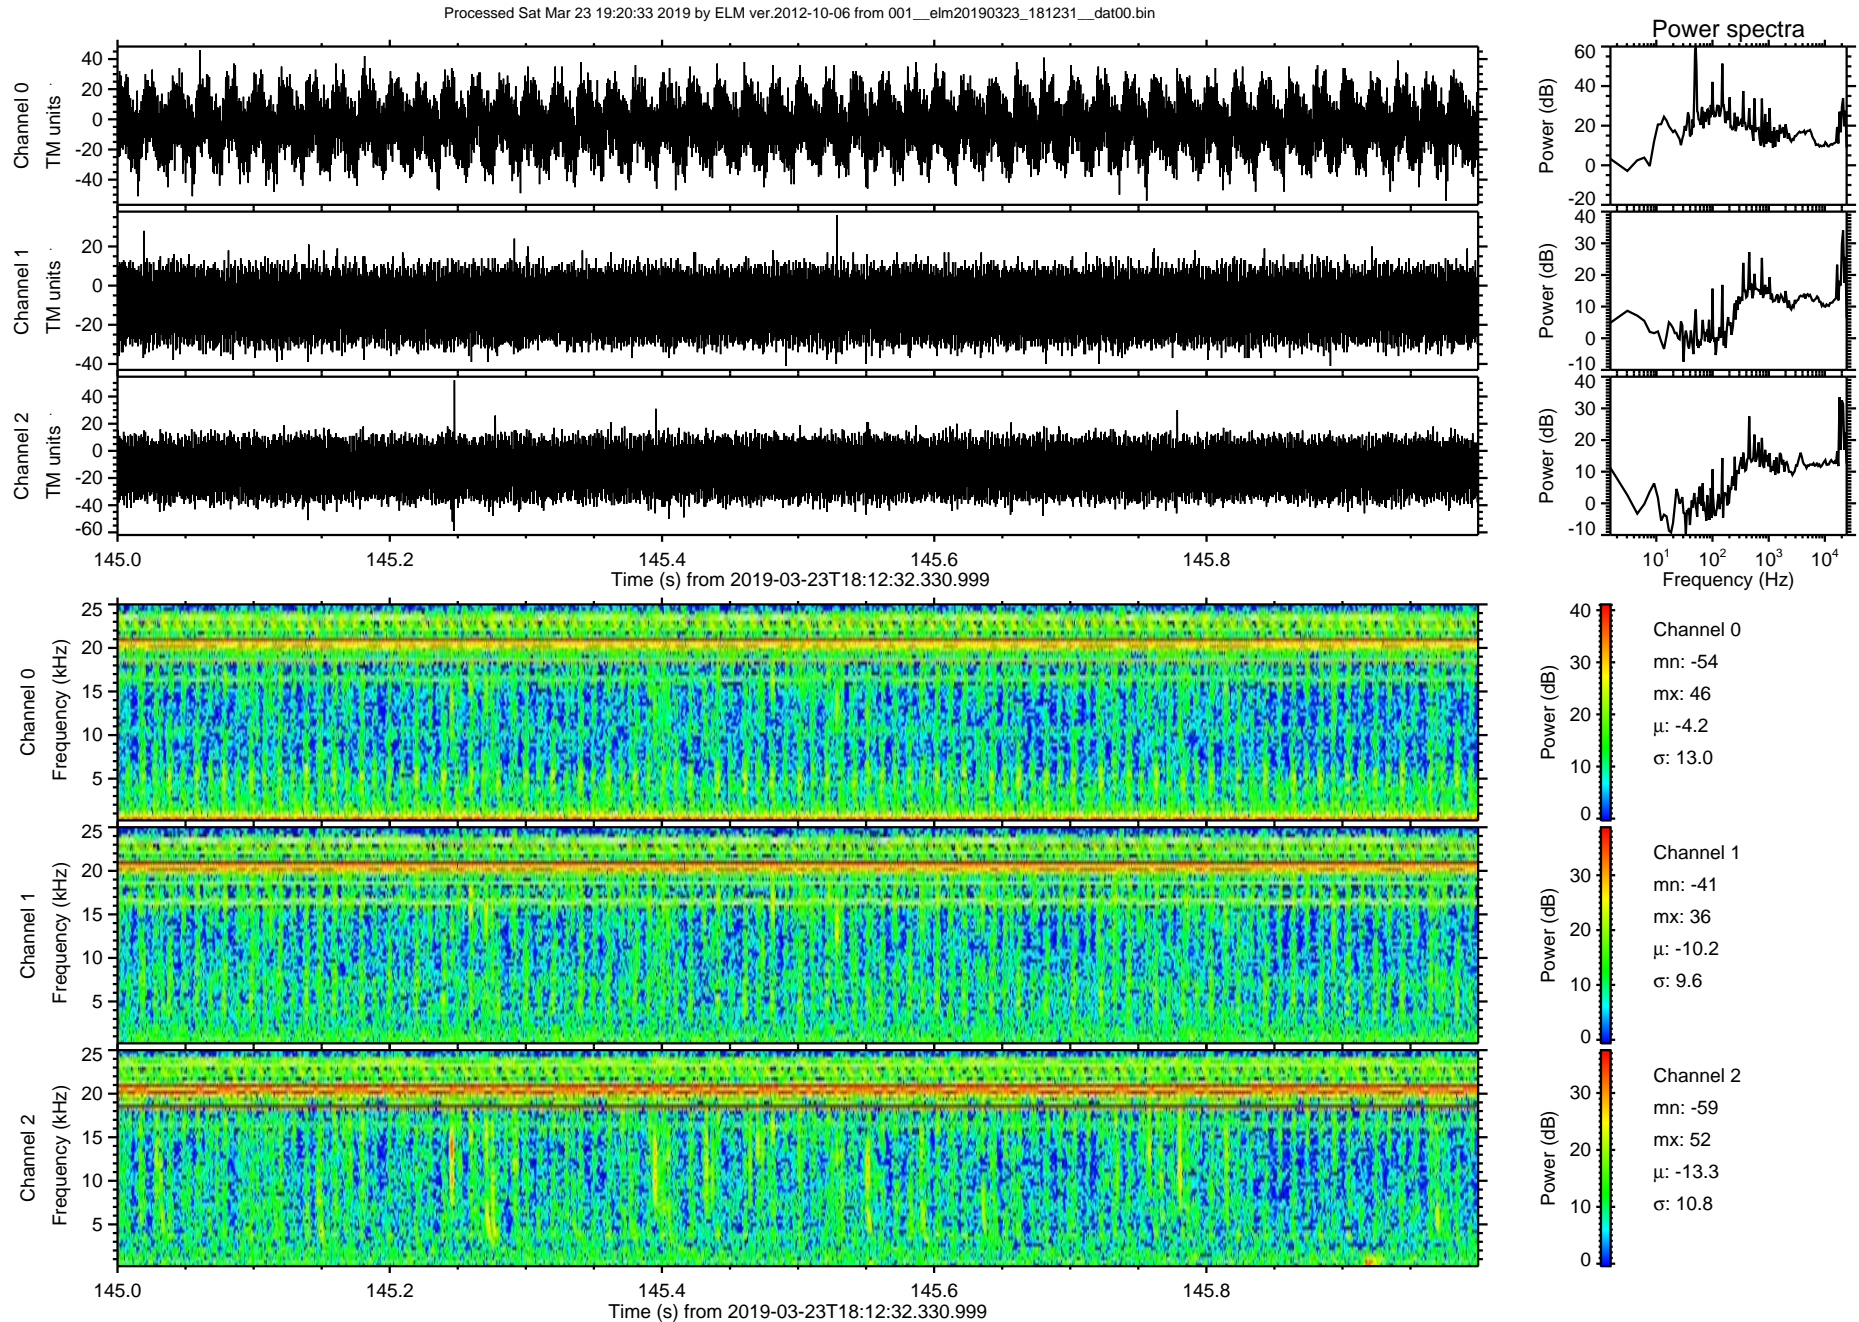 Processed Sat Mar 23 19:20:33 2019 by ELM ver.2012-10-06 from 001__elm20190323_181231__dat00.bin
Power spectra
Channel 0
TM units
40
20
0
-20
-40
Power (dB)
60
40
20
0
-20
Channel 1
TM units
20
0
-20
-40
Power (dB)
40
30
20
10
0
-10
Channel 2
TM units
40
20
0
-20
-40
-60
Power (dB)
40
30
20
10
0
-10
145.0 145.2 145.4 145.6 145.8
Time (s) from 2019-03-23T18:12:32.330.999
10^1 10^2 10^3 10^4
Frequency (Hz)
Channel 0
Frequency (kHz)
25
20
15
10
5
Power (dB)
40
30
20
10
0
Channel 0
mn: -54
mx: 46
μ: -4.2
σ: 13.0
Channel 1
Frequency (kHz)
25
20
15
10
5
Power (dB)
30
20
10
0
Channel 1
mn: -41
mx: 36
μ: -10.2
σ: 9.6
Channel 2
Frequency (kHz)
25
20
15
10
5
Power (dB)
30
20
10
0
Channel 2
mn: -59
mx: 52
μ: -13.3
σ: 10.8
145.0 145.2 145.4 145.6 145.8
Time (s) from 2019-03-23T18:12:32.330.999